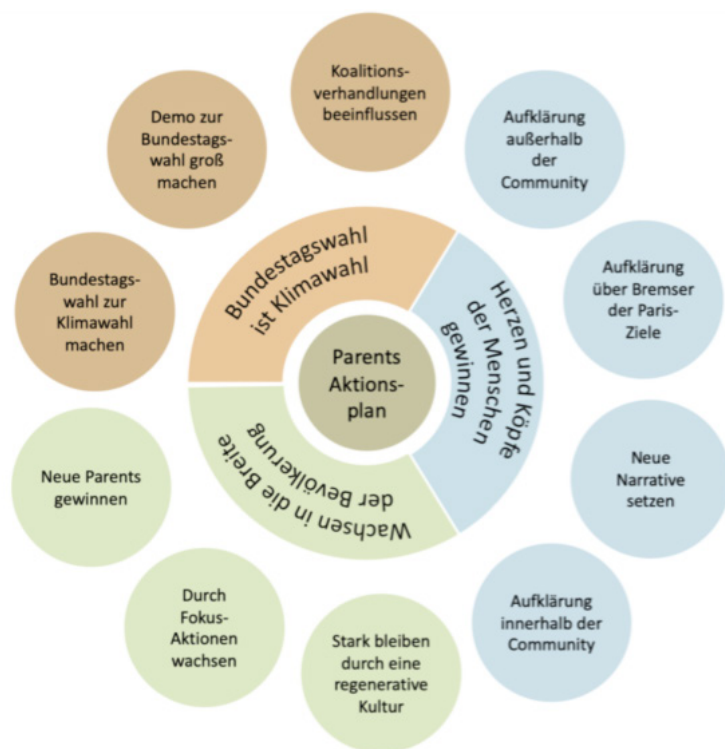 Koalitions-
verhandlungen
beeinflussen
Demo zur
Bundestags-
wahl groß
machen
Aufklärung
außerhalb
der
Community
Bundestagswahl
ist Klimawahl
Bundestags-
wahl zur
Klimawahl
machen
Aufklärung
über Bremser
der Paris-
Ziele
Herzen und Köpfe
der Menschen
gewinnen
Parents
Aktions-
plan
Wachsen in die Breite
der Bevölkerung
Neue Parents
gewinnen
Neue
Narrative
setzen
Durch
Fokus-
Aktionen
wachsen
Aufklärung
innerhalb der
Community
Stark bleiben
durch eine
regenerative
Kultur